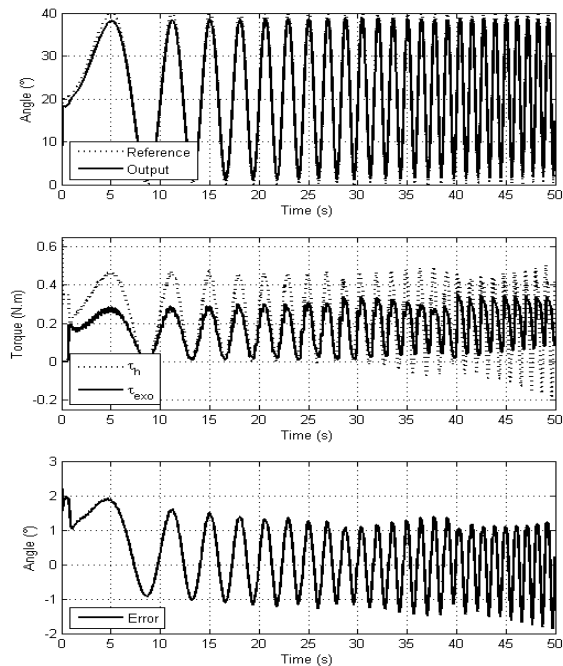 40
30
20
10
0
Angle (º)
Reference
Output
0 5 10 15 20 25 30 35 40 45 50
Time (s)
0.6
0.4
0.2
0
-0.2
Torque (N.m)
τh
τexo
0 5 10 15 20 25 30 35 40 45 50
Time (s)
3
2
1
0
-1
-2
Angle (º)
Error
0 5 10 15 20 25 30 35 40 45 50
Time (s)